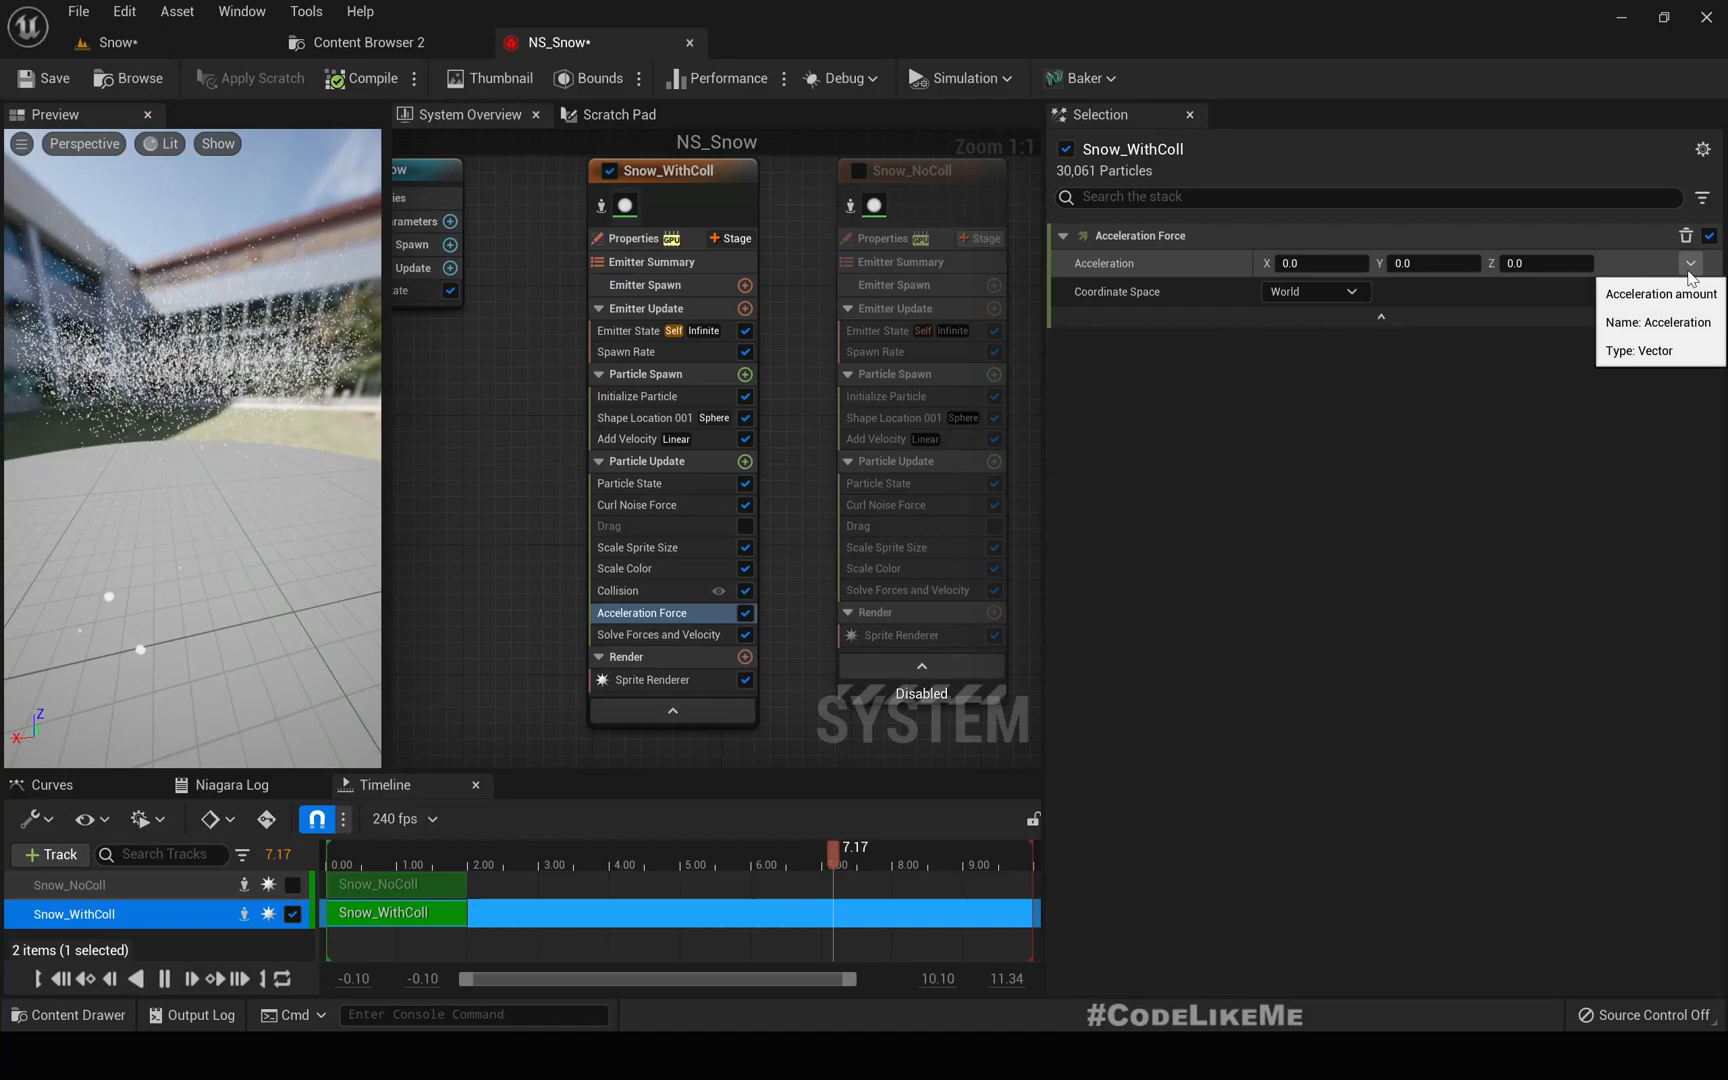 File Edit Asset Window Tools Help
Snow* Content Browser 2 NS_Snow*
Save Browse Apply Scratch Compile Thumbnail Bounds Performance Debug Simulation Baker
Preview System Overview Scratch Pad Selection
Perspective Lit Show
NS_Snow Zoom 1:1
Snow_WithColl
30,061 Particles
Search the stack
Acceleration Force
Acceleration X 0.0 Y 0.0 Z 0.0
Coordinate Space World
Acceleration amount
Name: Acceleration
Type: Vector
ow
ies
rameters
Spawn
Update
tate
Snow_WithColl
Properties GPU Stage
Emitter Summary
Emitter Spawn
Emitter Update
Emitter State Self Infinite
Spawn Rate
Particle Spawn
Initialize Particle
Shape Location 001 Sphere
Add Velocity Linear
Particle Update
Particle State
Curl Noise Force
Drag
Scale Sprite Size
Scale Color
Collision
Acceleration Force
Solve Forces and Velocity
Render
Sprite Renderer
Snow_NoColl
Properties GPU Stage
Emitter Summary
Emitter Spawn
Emitter Update
Emitter State Self Infinite
Spawn Rate
Particle Spawn
Initialize Particle
Shape Location 001 Sphere
Add Velocity Linear
Particle Update
Particle State
Curl Noise Force
Drag
Scale Sprite Size
Scale Color
Solve Forces and Velocity
Render
Sprite Renderer
Disabled
SYSTEM
Z
X
Curves Niagara Log Timeline
240 fps
Track Search Tracks 7.17
7.17
0.00 1.00 2.00 3.00 4.00 5.00 6.00 7.00 8.00 9.00
Snow_NoColl Snow_NoColl
Snow_WithColl Snow_WithColl
2 items (1 selected)
-0.10 -0.10 10.10 11.34
Content Drawer Output Log Cmd Enter Console Command #CODELIKEME Source Control Off